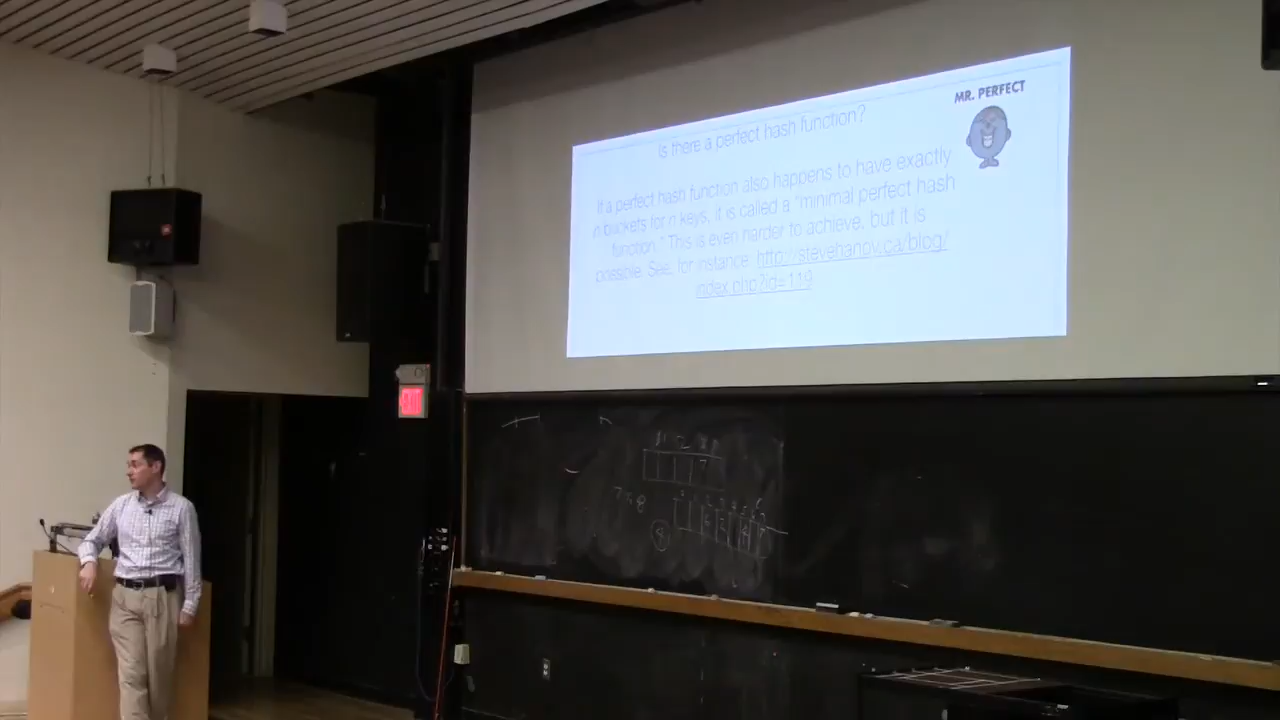 MR. PERFECT
Is there a perfect hash function?
If a perfect hash function also happens to have exactly
n buckets for n keys, it is called a "minimal perfect hash
function." This is even harder to achieve, but it is
possible. See, for instance: http://stevehanov.ca/blog/
index.php?id=119
EXIT